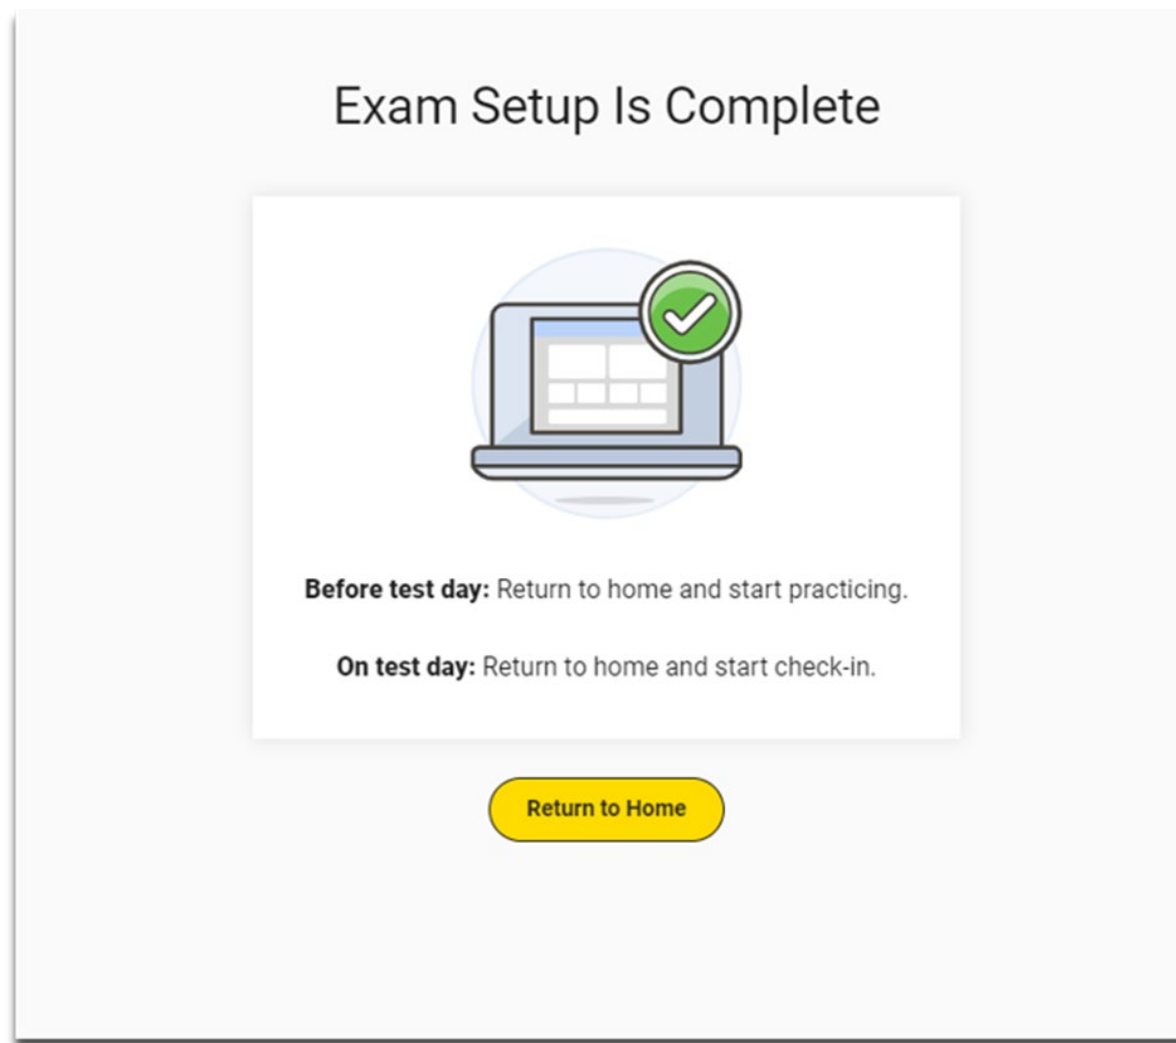 Exam Setup Is Complete
Before test day: Return to home and start practicing.
On test day: Return to home and start check-in.
Return to Home